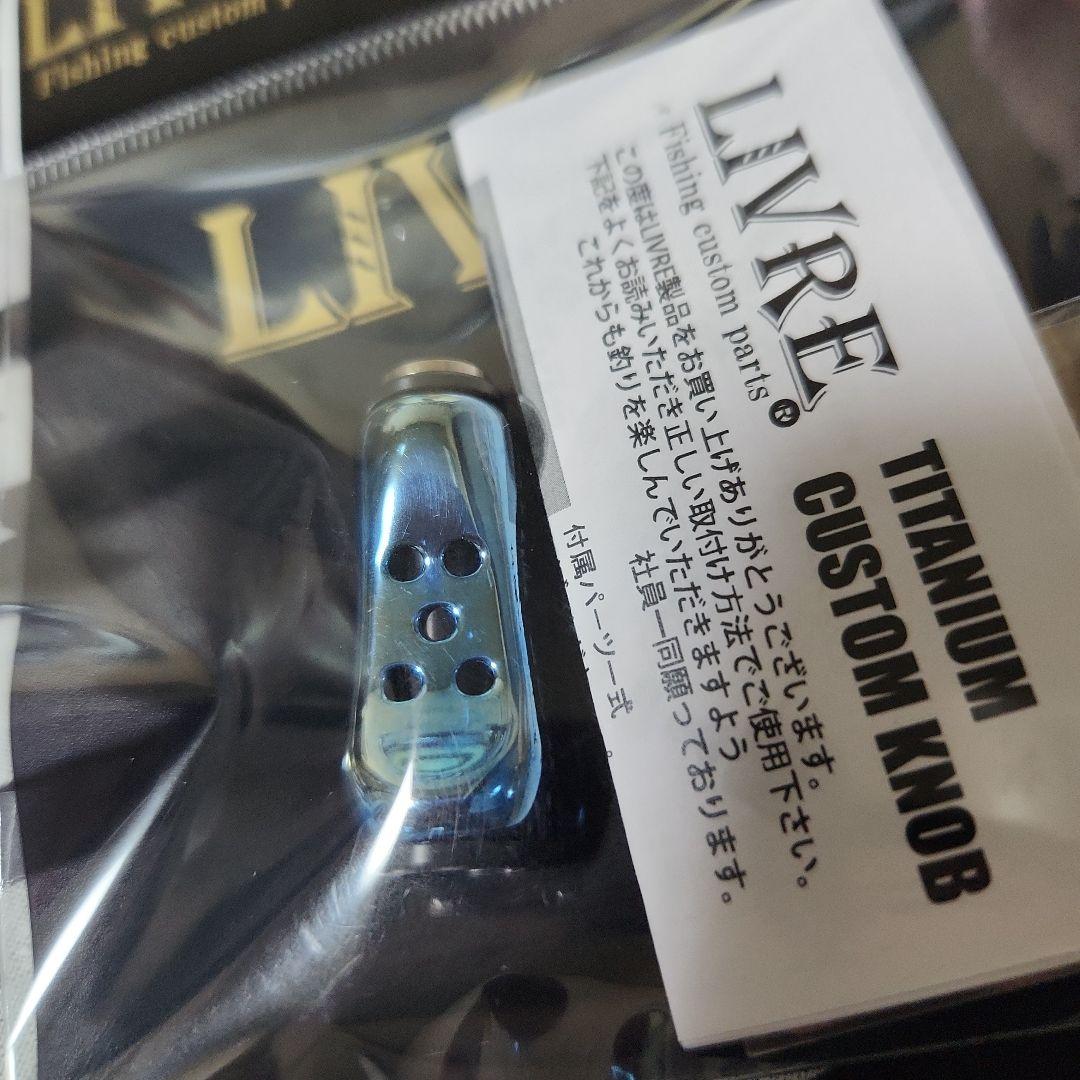 Fishing custom
LIV
LIVRE®
Fishing custom parts
TITANIUM
CUSTOM KNOB
この度はLIVRE製品をお買い上げありがとうございます。
下記をよくお読みいただき正しい取付け方法でご使用下さい。
これからも釣りを楽しんでいただきますよう
社員一同願っております。
付属パーツ一式